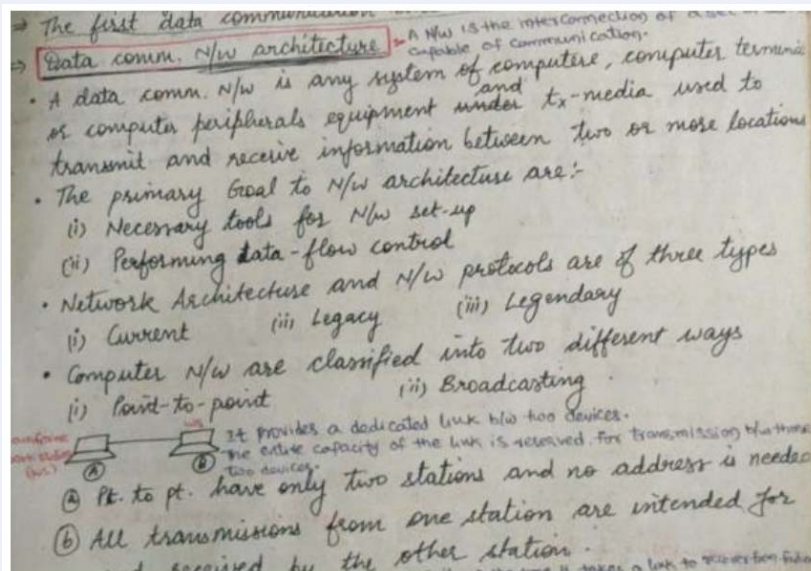 → The first data communication
⇒ Data comm. N/w architecture → A N/w is the interconnection of a set of
capable of communication.
• A data comm. N/w is any system of computers, computer terminals
or computer peripherals equipment and under tx-media used to
transmit and receive information between two or more locations
• The primary Goal to N/w architecture are:-
(i) Necessary tools for N/w set-up
(ii) Performing data-flow control
• Network Architecture and N/w protocols are of three types
(i) Current (ii) Legacy (iii) Legendary
• Computer N/w are classified into two different ways
(i) Point-to-point (ii) Broadcasting
It provides a dedicated link b/w two devices.
The entire capacity of the link is reserved for transmission b/w these
two devices.
(A) (B)
ⓐ Pt. to pt. have only two stations and no address is needed
ⓑ All transmissions from one station are intended for
received by the other station.
takes a link to